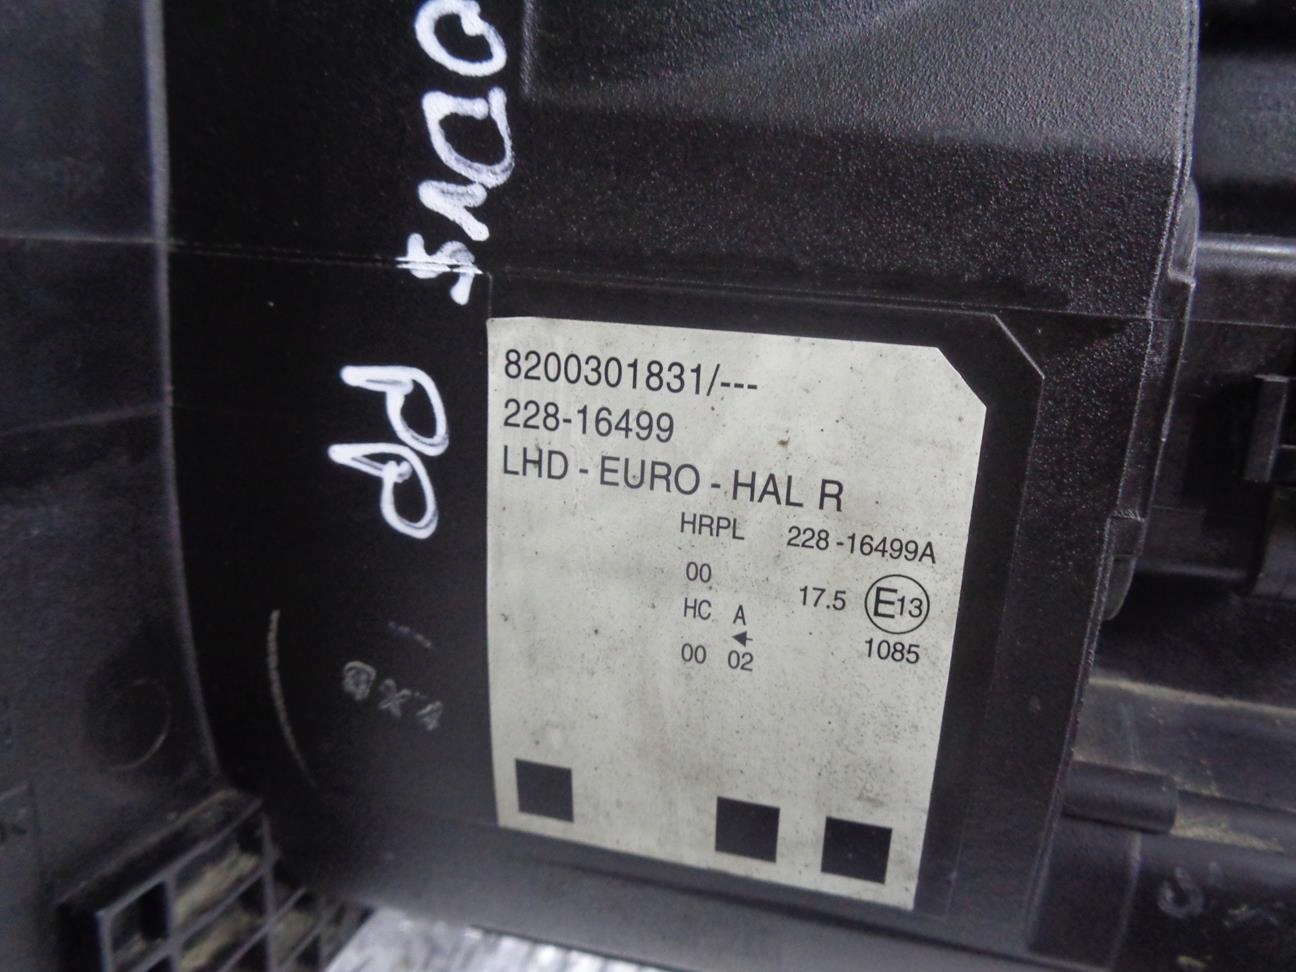 8200301831/---
228-16499
LHD - EURO - HAL R
HRPL 228-16499A
00
HC A 17.5 E13
00 02 1085
PP